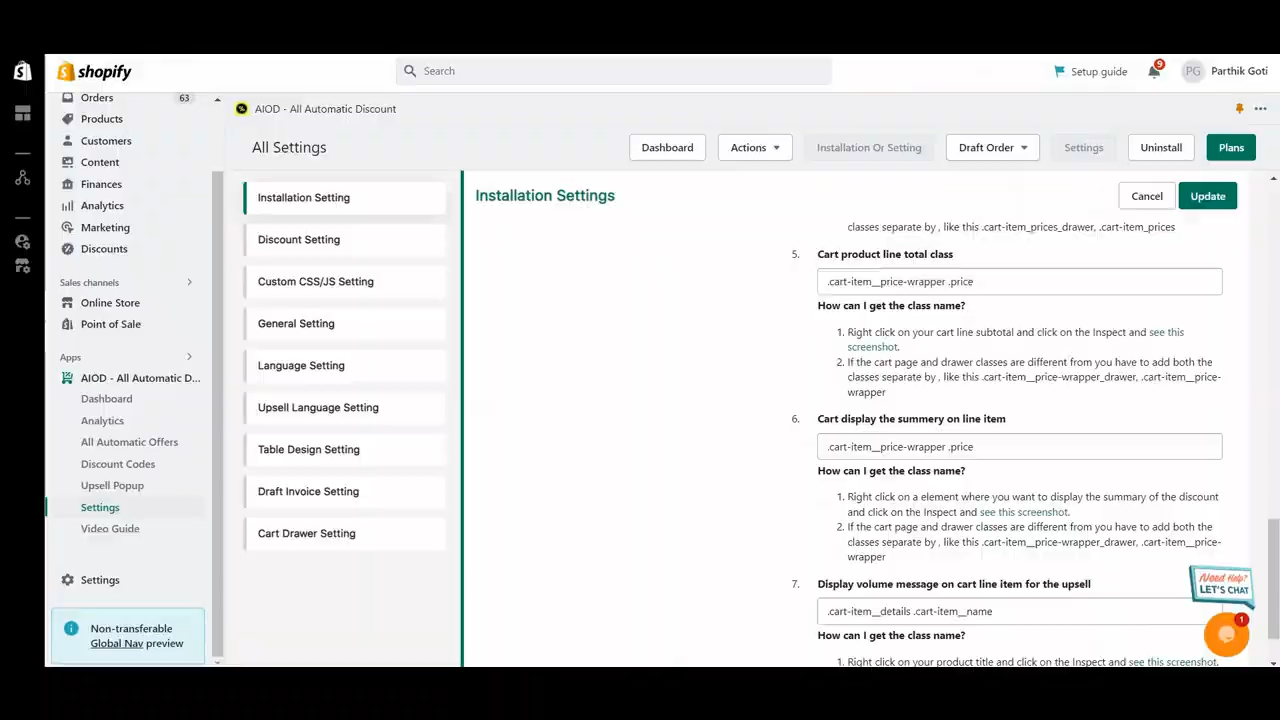 shopify
Search
Setup guide
9
PG
Parthik Goti
Orders
63
Products
Customers
Content
Finances
Analytics
Marketing
Discounts
Sales channels
Online Store
Point of Sale
Apps
AIOD - All Automatic D...
Dashboard
Analytics
All Automatic Offers
Discount Codes
Upsell Popup
Settings
Video Guide
Settings
Non-transferable
Global Nav preview
AIOD - All Automatic Discount
All Settings
Dashboard
Actions
Installation Or Setting
Draft Order
Settings
Uninstall
Plans
Installation Setting
Discount Setting
Custom CSS/JS Setting
General Setting
Language Setting
Upsell Language Setting
Table Design Setting
Draft Invoice Setting
Cart Drawer Setting
Installation Settings
Cancel
Update
classes separate by , like this .cart-item_prices_drawer, .cart-item_prices
5. Cart product line total class
.cart-item__price-wrapper .price
How can I get the class name?
1. Right click on your cart line subtotal and click on the Inspect and see this
screenshot.
2. If the cart page and drawer classes are different from you have to add both the
classes separate by , like this .cart-item__price-wrapper_drawer, .cart-item__price-
wrapper
6. Cart display the summery on line item
.cart-item__price-wrapper .price
How can I get the class name?
1. Right click on a element where you want to display the summary of the discount
and click on the Inspect and see this screenshot.
2. If the cart page and drawer classes are different from you have to add both the
classes separate by , like this .cart-item__price-wrapper_drawer, .cart-item__price-
wrapper
7. Display volume message on cart line item for the upsell
.cart-item__details .cart-item__name
How can I get the class name?
1. Right click on your product title and click on the Inspect and see this screenshot.
Need Help?
LET'S CHAT
1